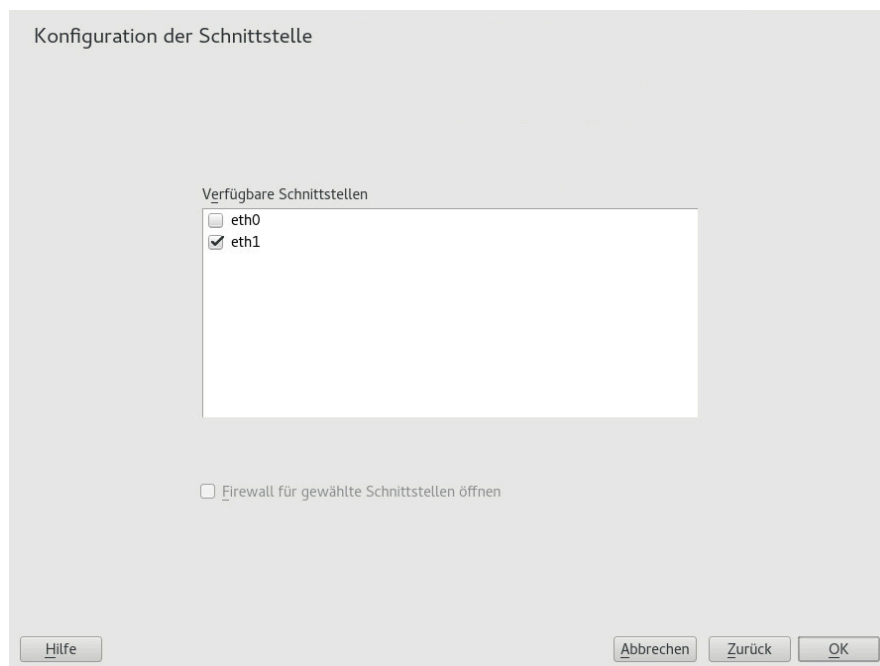 Konfiguration der Schnittstelle
Verfügbare Schnittstellen
eth0
eth1
Firewall für gewählte Schnittstellen öffnen
Hilfe
Abbrechen
Zurück
OK